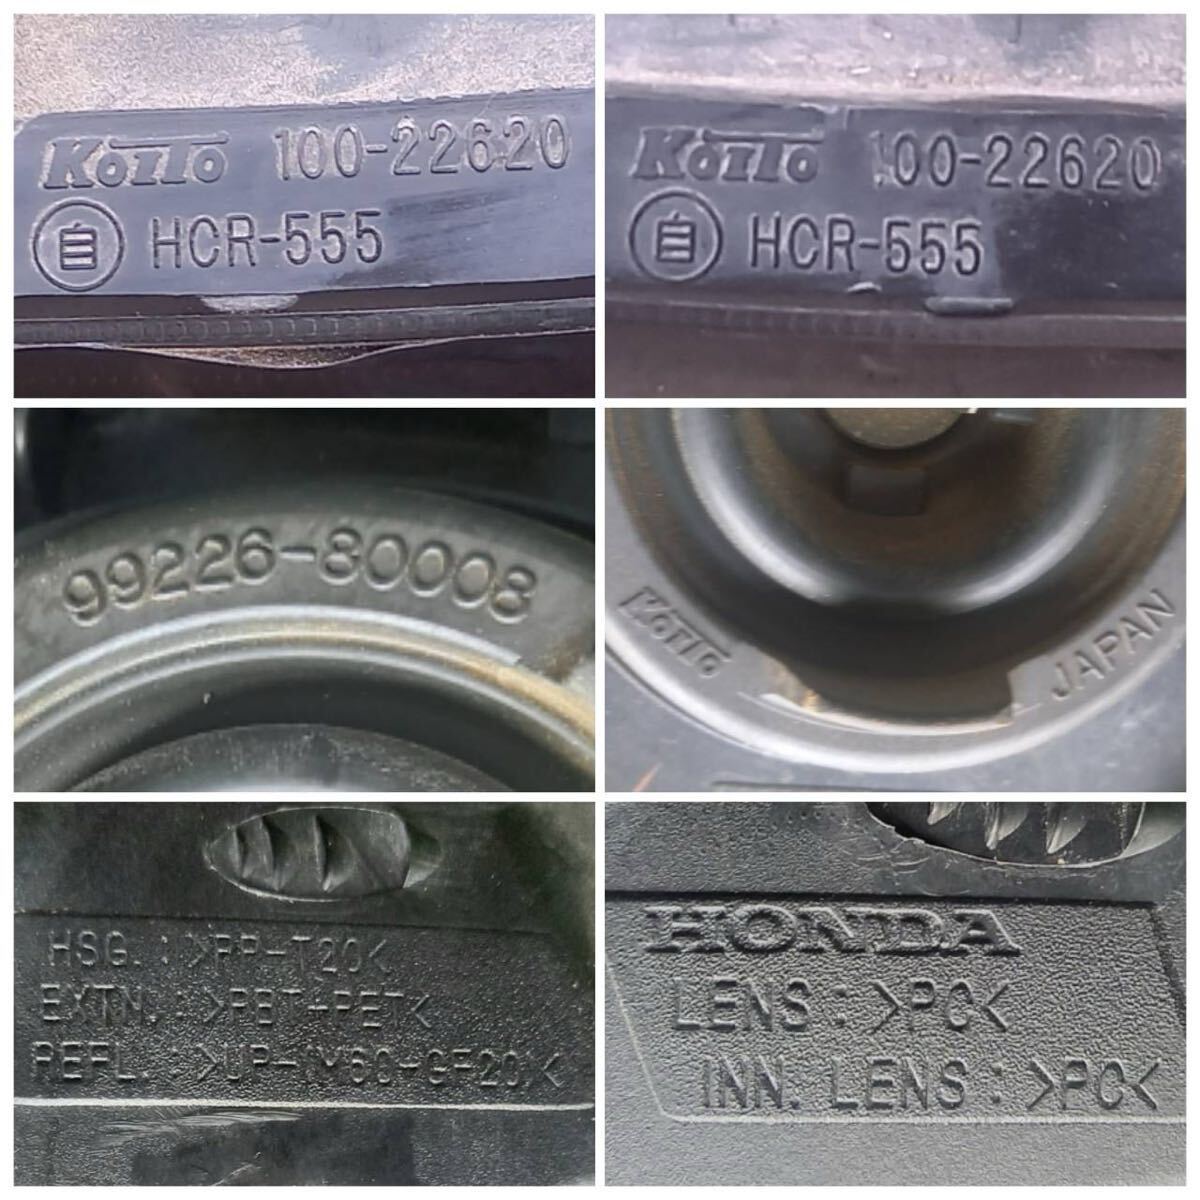 KOITO 100-22620
自 HCR-555
KOITO 100-22620
自 HCR-555
99226-80008
KOITO JAPAN
HSG. : >PP-T20<
EXTN. : >PBT+PET<
REFL. : >UP-(M60-GF20)<
HONDA
LENS : >PC<
INN. LENS : >PC<